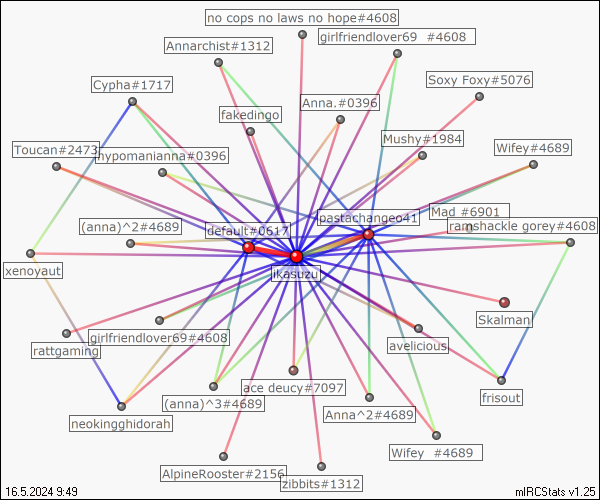 no cops no laws no hope#4608
girlfriendlover69 #4608
Annarchist#1312
Soxy Foxy#5076
Cypha#1717
Anna.#0396
fakedingo
Mushy#1984
Toucan#2473
hypomanianna#0396
Wifey#4689
Mad #6901
pastachangeo41
(anna)^2#4689
default#0617
ramshackle gorey#4608
xenoyaut
iKasuzu
Skalman
girlfriendlover69#4608
avelicious
rattgaming
ace deucy#7097
frisout
(anna)^3#4689
Anna^2#4689
neokingghidorah
Wifey #4689
AlpineRooster#2156
zibbits#1312
16.5.2024 9:49
mIRCStats v1.25